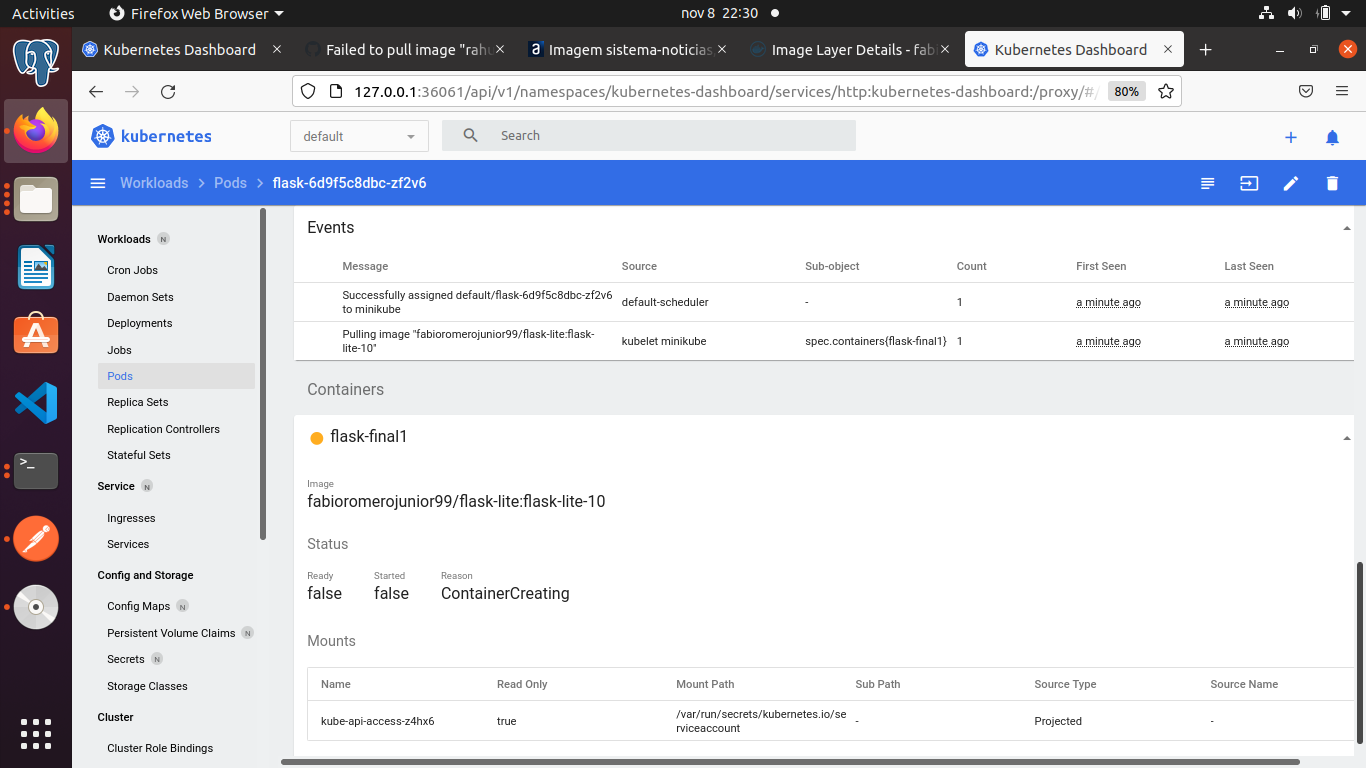 Activities Firefox Web Browser nov 8 22:30
Kubernetes Dashboard Failed to pull image "rahu Imagem sistema-noticias Image Layer Details - fabi Kubernetes Dashboard
127.0.0.1:36061/api/v1/namespaces/kubernetes-dashboard/services/http:kubernetes-dashboard:/proxy/#/ 80%
kubernetes default Search
Workloads Pods flask-6d9f5c8dbc-zf2v6
Workloads N
Cron Jobs
Daemon Sets
Deployments
Jobs
Pods
Replica Sets
Replication Controllers
Stateful Sets
Service N
Ingresses
Services
Config and Storage
Config Maps N
Persistent Volume Claims N
Secrets N
Storage Classes
Cluster
Cluster Role Bindings
Events
Message Source Sub-object Count First Seen Last Seen
Successfully assigned default/flask-6d9f5c8dbc-zf2v6
to minikube
default-scheduler - 1 a minute ago a minute ago
Pulling image "fabioromerojunior99/flask-lite:flask-
lite-10"
kubelet minikube spec.containers{flask-final1} 1 a minute ago a minute ago
Containers
flask-final1
Image
fabioromerojunior99/flask-lite:flask-lite-10
Status
Ready Started Reason
false false ContainerCreating
Mounts
Name Read Only Mount Path Sub Path Source Type Source Name
kube-api-access-z4hx6 true /var/run/secrets/kubernetes.io/se
rviceaccount
- Projected -